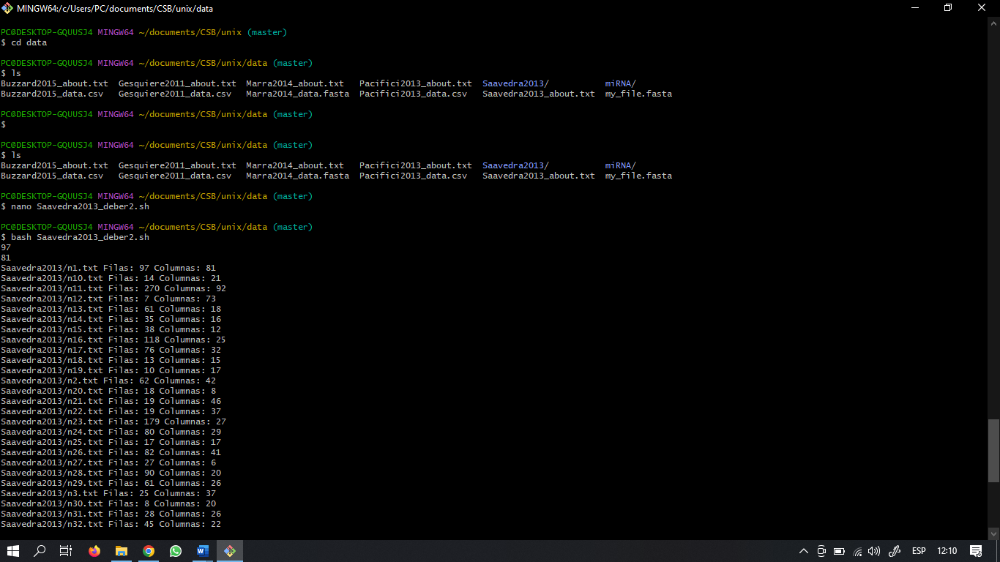 MINGW64:/c/Users/PC/documents/CSB/unix/data
PC@DESKTOP-GQUUSJ4 MINGW64 ~/documents/CSB/unix (master)
$ cd data
PC@DESKTOP-GQUUSJ4 MINGW64 ~/documents/CSB/unix/data (master)
$ ls
Buzzard2015_about.txt  Gesquiere2011_about.txt  Marra2014_about.txt  Pacifici2013_about.txt  Saavedra2013/  miRNA/
Buzzard2015_data.csv  Gesquiere2011_data.csv  Marra2014_data.fasta  Pacifici2013_data.csv  Saavedra2013_about.txt  my_file.fasta
PC@DESKTOP-GQUUSJ4 MINGW64 ~/documents/CSB/unix/data (master)
$
PC@DESKTOP-GQUUSJ4 MINGW64 ~/documents/CSB/unix/data (master)
$ ls
Buzzard2015_about.txt  Gesquiere2011_about.txt  Marra2014_about.txt  Pacifici2013_about.txt  Saavedra2013/  miRNA/
Buzzard2015_data.csv  Gesquiere2011_data.csv  Marra2014_data.fasta  Pacifici2013_data.csv  Saavedra2013_about.txt  my_file.fasta
PC@DESKTOP-GQUUSJ4 MINGW64 ~/documents/CSB/unix/data (master)
$ nano Saavedra2013_deber2.sh
PC@DESKTOP-GQUUSJ4 MINGW64 ~/documents/CSB/unix/data (master)
$ bash Saavedra2013_deber2.sh
97
81
Saavedra2013/n1.txt Filas: 97 Columnas: 81
Saavedra2013/n10.txt Filas: 14 Columnas: 21
Saavedra2013/n11.txt Filas: 270 Columnas: 92
Saavedra2013/n12.txt Filas: 7 Columnas: 73
Saavedra2013/n13.txt Filas: 61 Columnas: 18
Saavedra2013/n14.txt Filas: 35 Columnas: 16
Saavedra2013/n15.txt Filas: 38 Columnas: 12
Saavedra2013/n16.txt Filas: 118 Columnas: 25
Saavedra2013/n17.txt Filas: 76 Columnas: 32
Saavedra2013/n18.txt Filas: 13 Columnas: 15
Saavedra2013/n19.txt Filas: 10 Columnas: 17
Saavedra2013/n2.txt Filas: 62 Columnas: 42
Saavedra2013/n20.txt Filas: 18 Columnas: 8
Saavedra2013/n21.txt Filas: 19 Columnas: 46
Saavedra2013/n22.txt Filas: 19 Columnas: 37
Saavedra2013/n23.txt Filas: 179 Columnas: 27
Saavedra2013/n24.txt Filas: 80 Columnas: 29
Saavedra2013/n25.txt Filas: 17 Columnas: 17
Saavedra2013/n26.txt Filas: 82 Columnas: 41
Saavedra2013/n27.txt Filas: 27 Columnas: 6
Saavedra2013/n28.txt Filas: 90 Columnas: 20
Saavedra2013/n29.txt Filas: 61 Columnas: 26
Saavedra2013/n3.txt Filas: 25 Columnas: 37
Saavedra2013/n30.txt Filas: 8 Columnas: 20
Saavedra2013/n31.txt Filas: 28 Columnas: 26
Saavedra2013/n32.txt Filas: 45 Columnas: 22
ESP 12:10